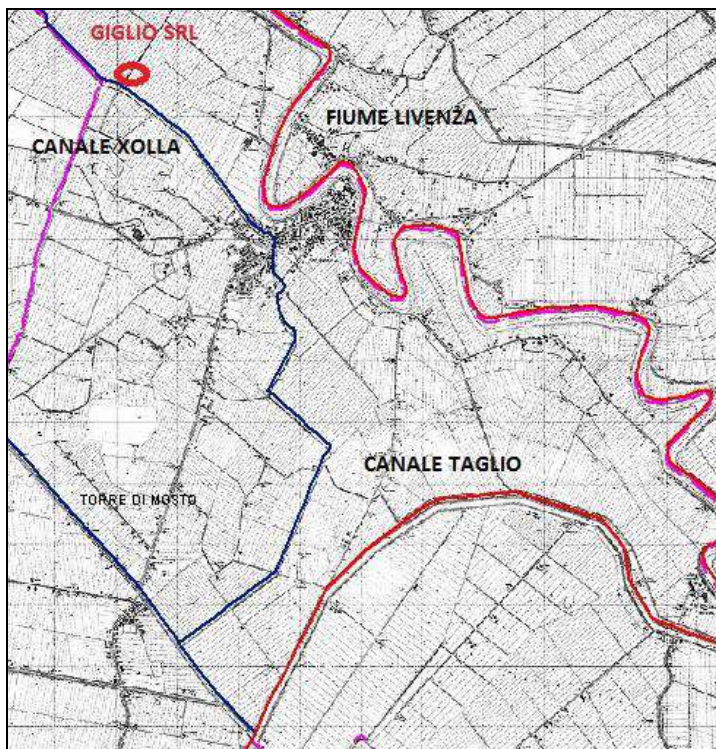 GIGLIO SRL
FIUME LIVENZA
CANALE XOLLA
CANALE TAGLIO
TORRE DI MOSTO